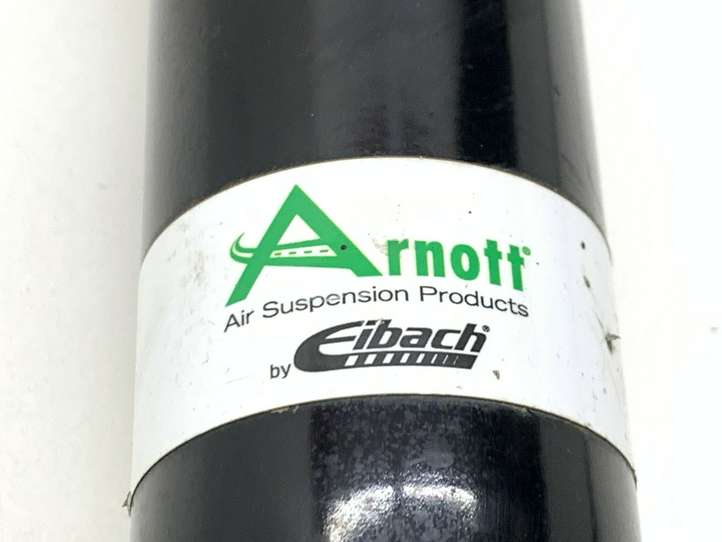 Arnott®
Air Suspension Products
by Eibach®